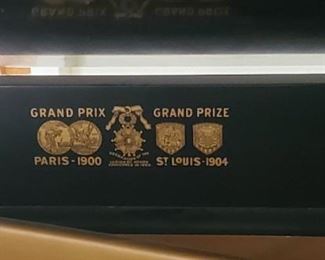 GRAND PRIX GRAND PRIZE
PARIS - 1900 ST LOUIS - 1904